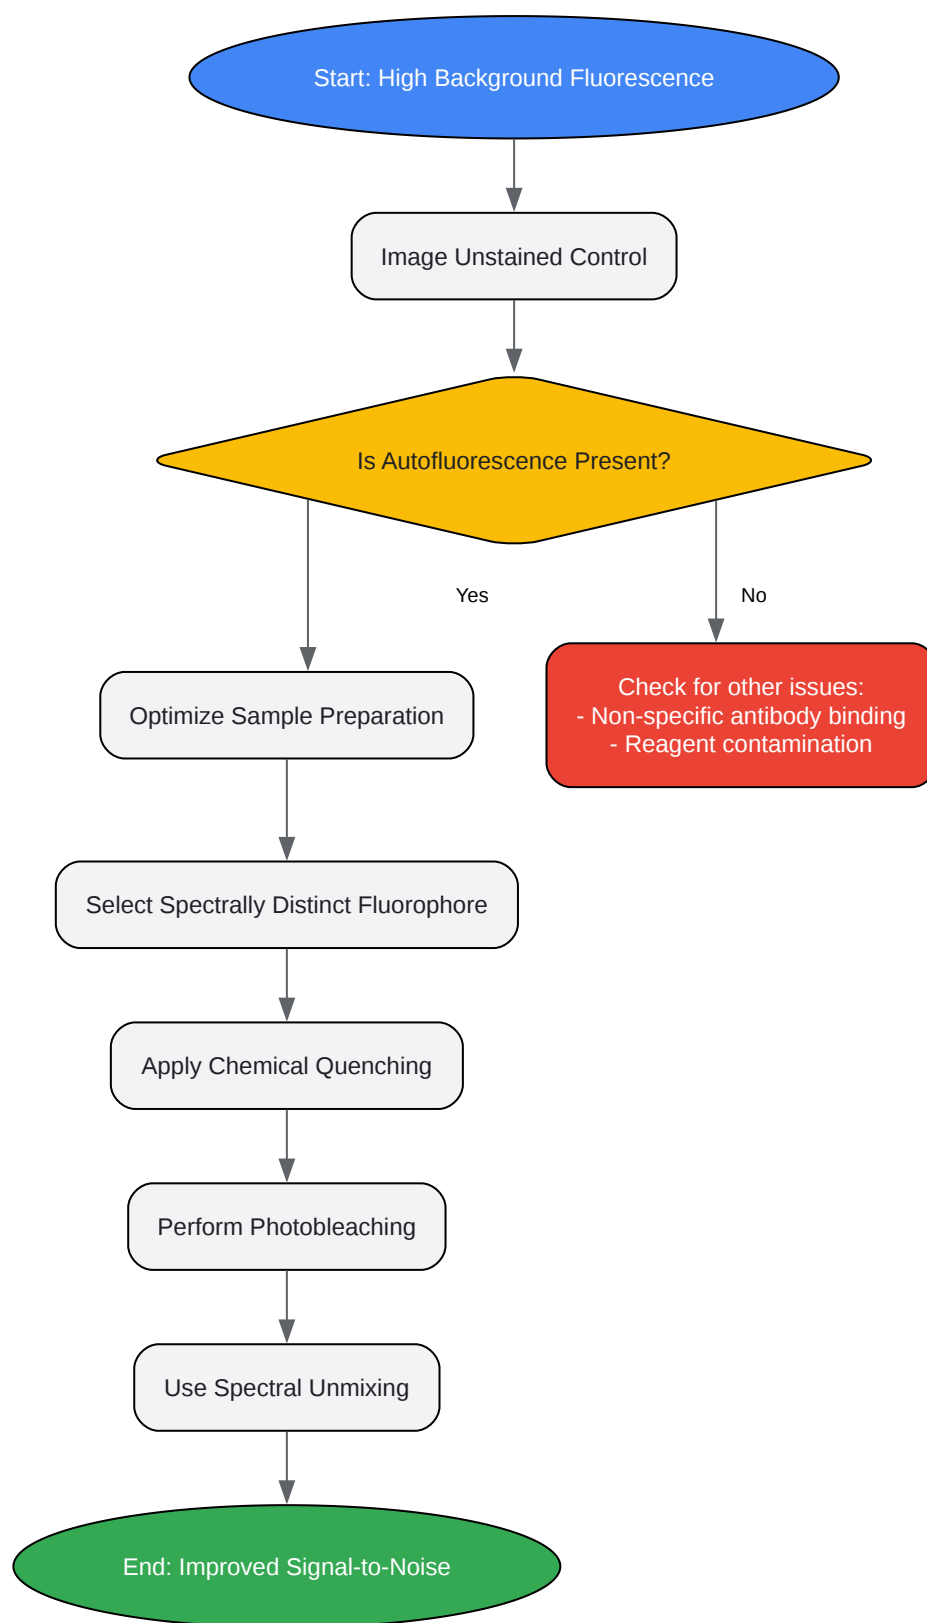 Start: High Background Fluorescence
Image Unstained Control
Is Autofluorescence Present?
Yes
No
Optimize Sample Preparation
Check for other issues:
- Non-specific antibody binding
- Reagent contamination
Select Spectrally Distinct Fluorophore
Apply Chemical Quenching
Perform Photobleaching
Use Spectral Unmixing
End: Improved Signal-to-Noise